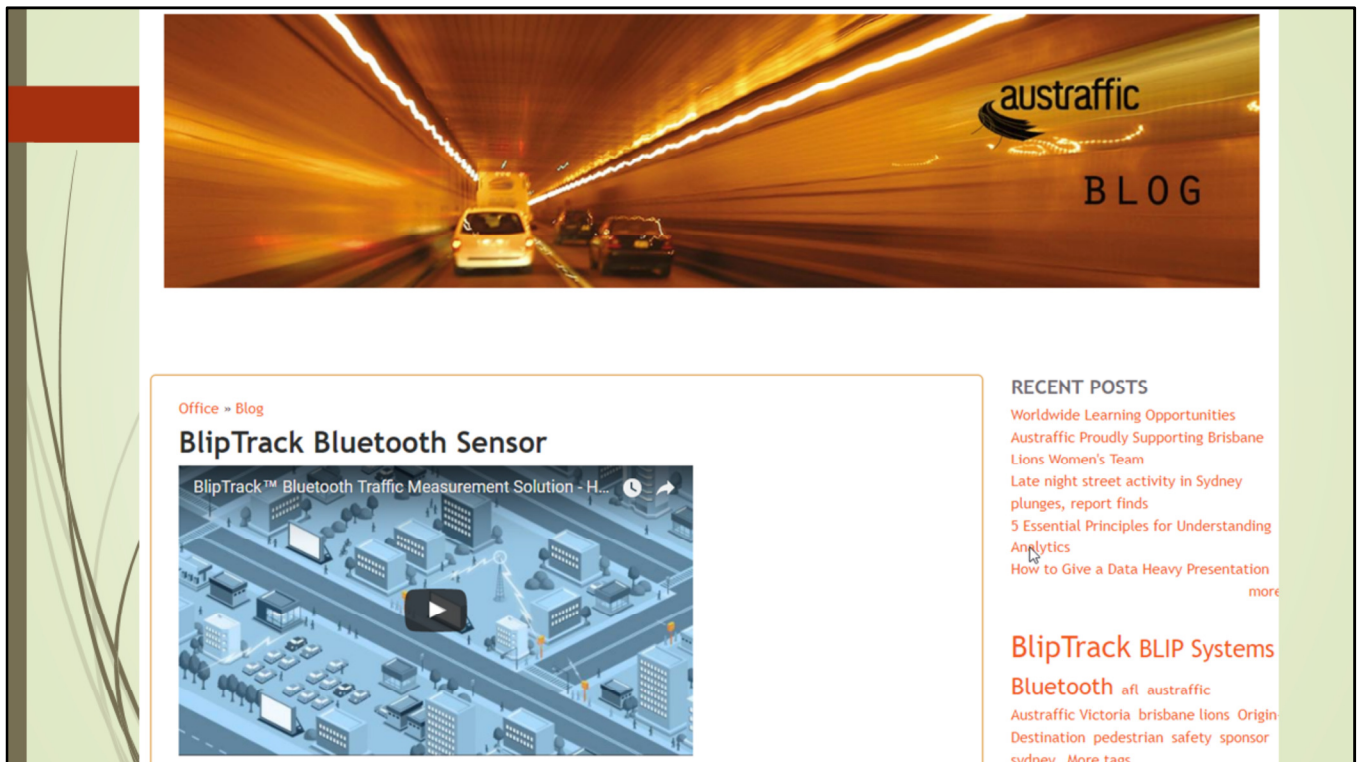 austraffic
BLOG
Office » Blog
BlipTrack Bluetooth Sensor
BlipTrack™ Bluetooth Traffic Measurement Solution - H...
RECENT POSTS
Worldwide Learning Opportunities
Austraffic Proudly Supporting Brisbane
Lions Women's Team
Late night street activity in Sydney
plunges, report finds
5 Essential Principles for Understanding
Analytics
How to Give a Data Heavy Presentation
more
BlipTrack BLIP Systems
Bluetooth afl austraffic
Austraffic Victoria brisbane lions Origin-
Destination pedestrian safety sponsor
sydney More tags